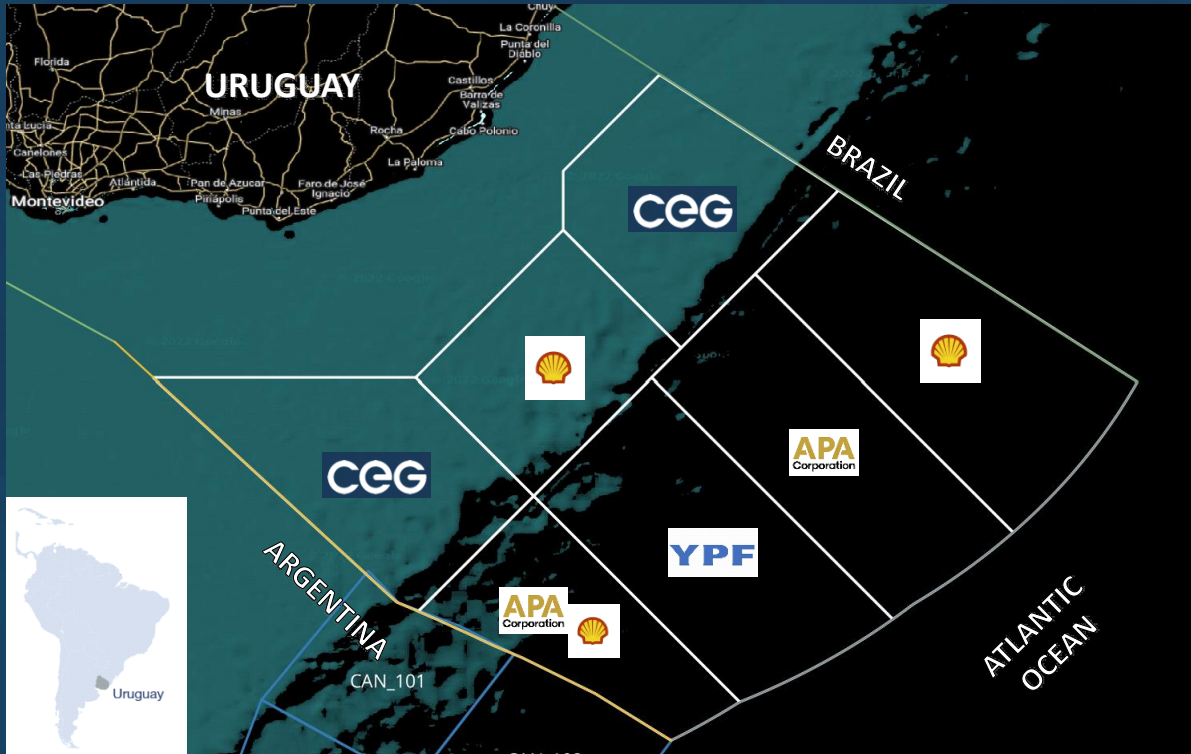 Chuy
La Coronilla
Punta del
Diablo
Florida
URUGUAY
Castillos
Barra de
Valizas
Minas
nta Lucía
Rocha
Cabo Polonio
Canelones
La Paloma
Las Piedras
Atlántida
Pan de Azucar
Faro de José
Ignacio
Piriápolis
Montevideo
Punta del Este
BRAZIL
CEG
APA
Corporation
CEG
YPF
ARGENTINA
APA
Corporation
ATLANTIC
OCEAN
CAN_101
Uruguay